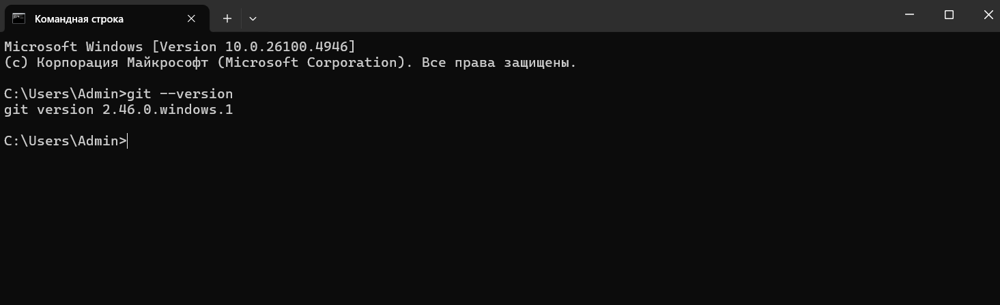 Командная строка
Microsoft Windows [Version 10.0.26100.4946]
(c) Корпорация Майкрософт (Microsoft Corporation). Все права защищены.
C:\Users\Admin>git --version
git version 2.46.0.windows.1
C:\Users\Admin>